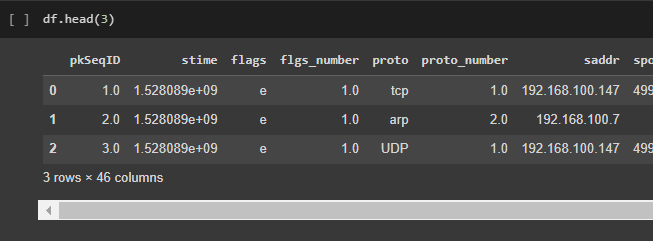 [ ] df.head(3)
pkSeqID stime flags flgs_number proto proto_number saddr spo
0 1.0 1.528089e+09 e 1.0 tcp 1.0 192.168.100.147 499
1 2.0 1.528089e+09 e 1.0 arp 2.0 192.168.100.7
2 3.0 1.528089e+09 e 1.0 UDP 1.0 192.168.100.147 499
3 rows × 46 columns